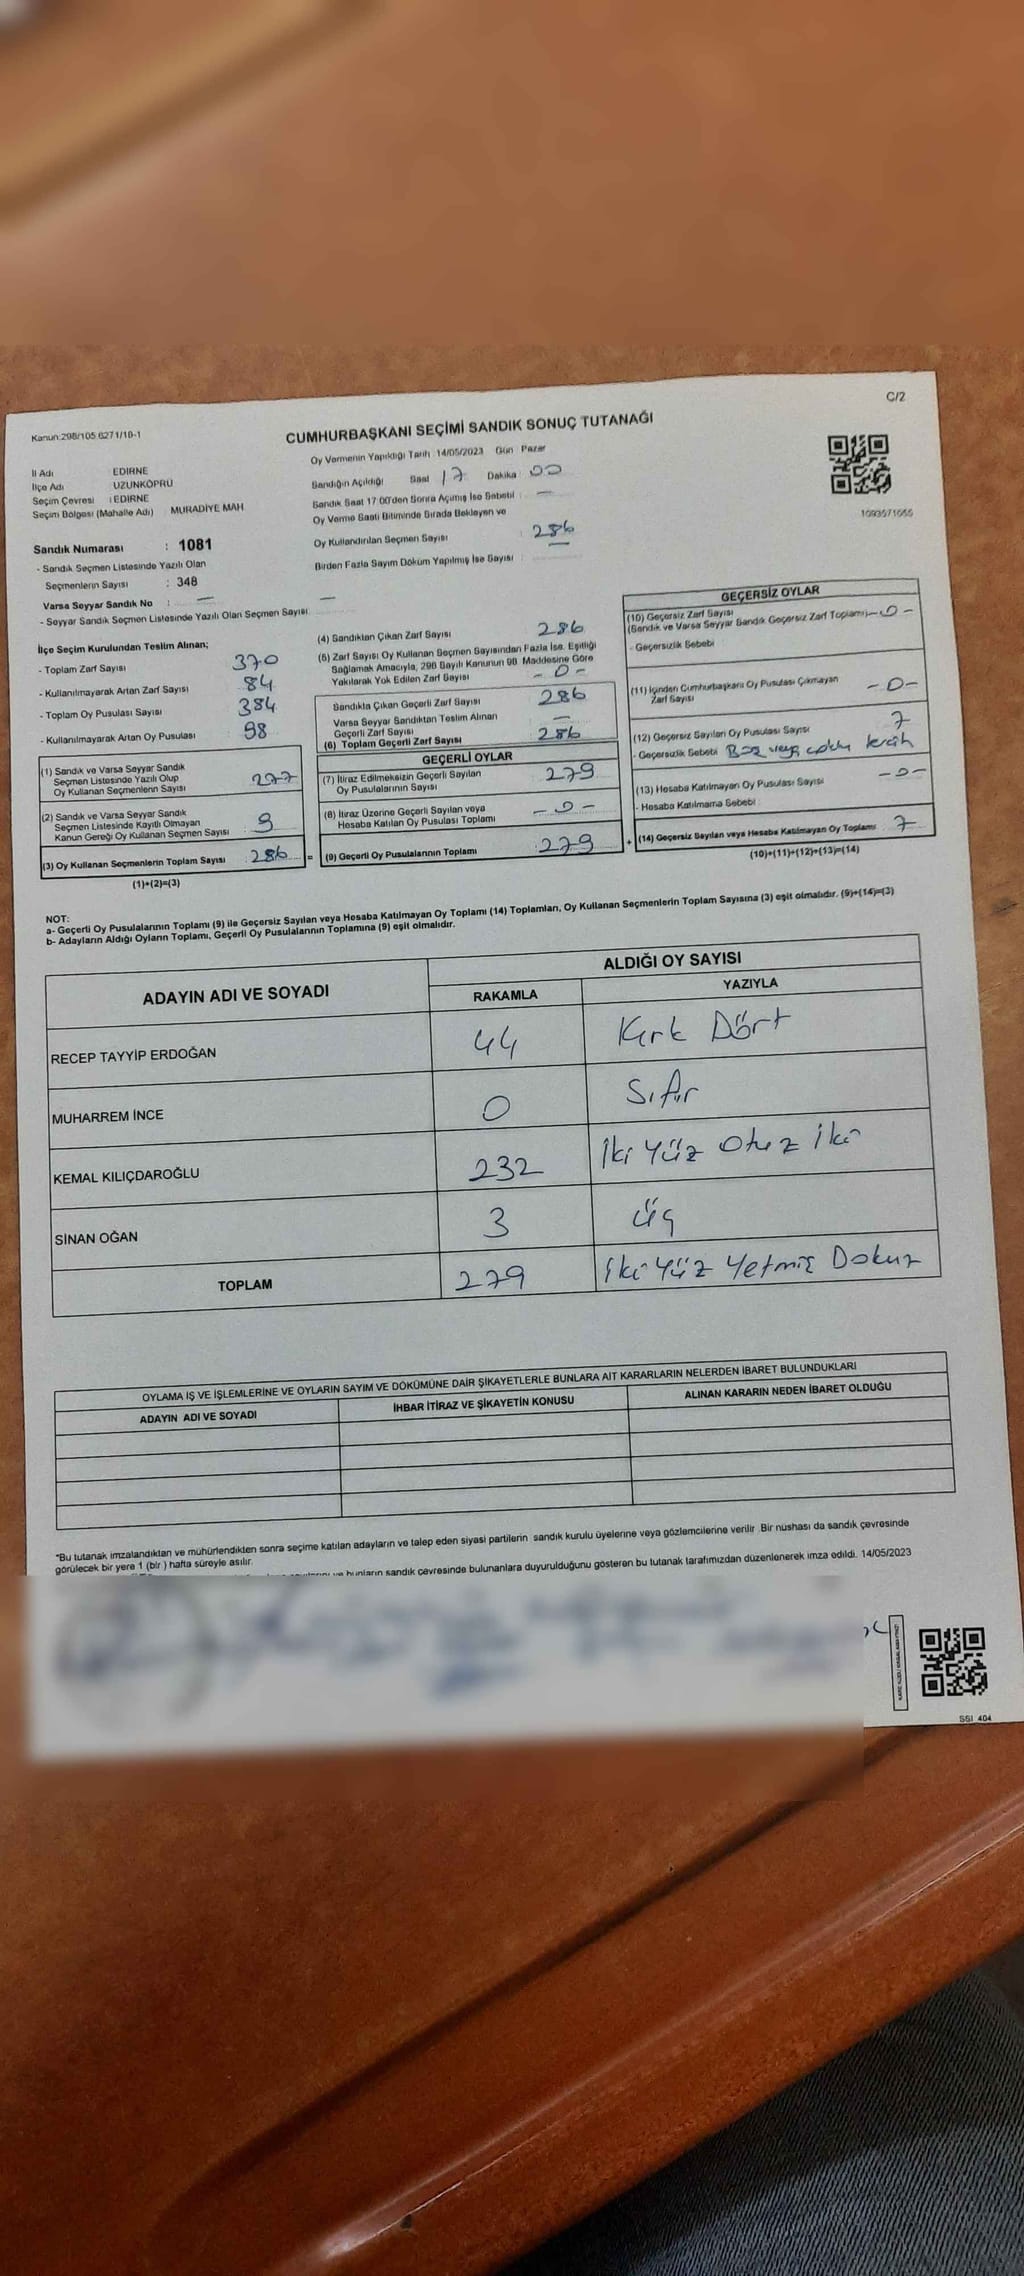 C/2
Kanun:298/105 6271/18-1
CUMHURBAŞKANI SEÇİMİ SANDIK SONUÇ TUTANAĞI
İl Adı EDİRNE
İlçe Adı UZUNKÖPRÜ
Seçim Çevresi : EDİRNE
Seçim Bölgesi (Mahalle Adı) MURADİYE MAH
Oy Vermenin Yapıldığı Tarih : 14/05/2023 Gün Pazar
Sandığın Açıldığı Saat 17 Dakika 00
Sandık Saat 17:00'den Sonra Açımış İse Sebebi : —
Oy Verme Saati Bitiminde Sırada Bekleyen ve
Oy Kullandırılan Seçmen Sayısı : 286
Birden Fazla Sayım Döküm Yapılmış İse Sayısı : —
1093571055
Sandık Numarası : 1081
- Sandık Seçmen Listesinde Yazılı Olan
Seçmenlerin Sayısı : 348
Varsa Seyyar Sandık No : —
- Seyyar Sandık Seçmen Listesinde Yazılı Olan Seçmen Sayısı —
İlçe Seçim Kurulundan Teslim Alınan;
- Toplam Zarf Sayısı 370
- Kullanılmayarak Artan Zarf Sayısı 84
- Toplam Oy Pusulası Sayısı 384
- Kullanılmayarak Artan Oy Pusulası 98
(1) Sandık ve Varsa Seyyar Sandık
Seçmen Listesinde Yazılı Olup
Oy Kullanan Seçmenlerin Sayısı 277
(2) Sandık ve Varsa Seyyar Sandık
Seçmen Listesinde Kayıtlı Olmayan
Kanun Gereği Oy Kullanan Seçmen Sayısı 9
(3) Oy Kullanan Seçmenlerin Toplam Sayısı 286 =
(1)+(2)=(3)
(4) Sandıktan Çıkan Zarf Sayısı 286
(5) Zarf Sayısı Oy Kullanan Seçmen Sayısından Fazla İse, Eşitliği
Sağlamak Amacıyla, 298 Sayılı Kanunun 98. Maddesine Göre
Yakılarak Yok Edilen Zarf Sayısı - 0 -
Sandıkta Çıkan Geçerli Zarf Sayısı 286
Varsa Seyyar Sandıktan Teslim Alınan
Geçerli Zarf Sayısı —
(6) Toplam Geçerli Zarf Sayısı 286
GEÇERLİ OYLAR
(7) İtiraz Edilmeksizin Geçerli Sayılan
Oy Pusulalarının Sayısı 279
(8) İtiraz Üzerine Geçerli Sayılan veya
Hesaba Katılan Oy Pusulası Toplamı - 0 -
(9) Geçerli Oy Pusulalarının Toplamı : 279 +
GEÇERSİZ OYLAR
(10) Geçersiz Zarf Sayısı
(Sandık ve Varsa Seyyar Sandık Geçersiz Zarf Toplamı) - 0 -
- Geçersizlik Sebebi
(11) İçinden Cumhurbaşkanı Oy Pusulası Çıkmayan
Zarf Sayısı - 0 -
(12) Geçersiz Sayılan Oy Pusulası Sayısı 7
- Geçersizlik Sebebi veya
(13) Hesaba Katılmayan Oy Pusulası Sayısı - 0 -
- Hesaba Katılmama Sebebi :
(14) Geçersiz Sayılan veya Hesaba Katılmayan Oy Toplamı 7
(10)+(11)+(12)+(13)=(14)
NOT:
a- Geçerli Oy Pusulalarının Toplamı (9) ile Geçersiz Sayılan veya Hesaba Katılmayan Oy Toplamı (14) Toplamları, Oy Kullanan Seçmenlerin Toplam Sayısına (3) eşit olmalıdır. (9)+(14)=(3)
b- Adayların Aldığı Oyların Toplamı, Geçerli Oy Pusulalarının Toplamına (9) eşit olmalıdır.
ADAYIN ADI VE SOYADI ALDIĞI OY SAYISI
RAKAMLA YAZIYLA
RECEP TAYYİP ERDOĞAN 44 Kırk Dört
MUHARREM İNCE 0 Sıfır
KEMAL KILIÇDAROĞLU 232 İki Yüz Otuz İki
SİNAN OĞAN 3 Üç
TOPLAM 279 İki Yüz Yetmiş Dokuz
OYLAMA İŞ VE İŞLEMLERİNE VE OYLARIN SAYIM VE DÖKÜMÜNE DAİR ŞİKAYETLERLE BUNLARA AİT KARARLARIN NELERDEN İBARET BULUNDUKLARI
ADAYIN ADI VE SOYADI İHBAR İTİRAZ VE ŞİKAYETİN KONUSU ALINAN KARARIN NEDEN İBARET OLDUĞU
*Bu tutanak imzalandıktan ve mühürlendikten sonra seçime katılan adayların ve talep eden siyasi partilerin sandık kurulu üyelerine veya gözlemcilerine verilir. Bir nüshası da sandık çevresinde
görülecek bir yere 1 (bir ) hafta süreyle asılır.
ve bunların sandık çevresinde bulunanlara duyurulduğunu gösteren bu tutanak tarafımızdan düzenlenerek imza edildi. 14/05/2023
SSI 404